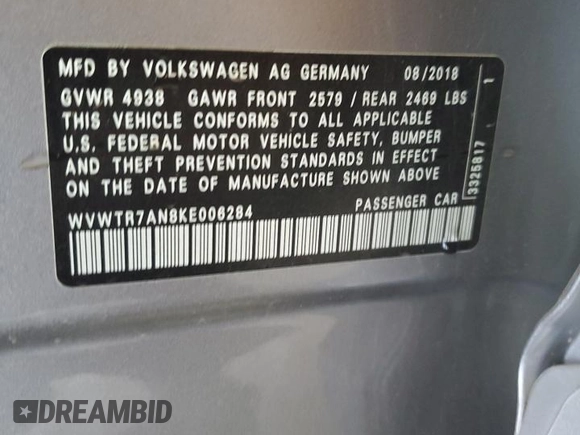 MFD BY VOLKSWAGEN AG GERMANY 08/2018
GVWR 4938 GAWR FRONT 2579 / REAR 2469 LBS
THIS VEHICLE CONFORMS TO ALL APPLICABLE
U.S. FEDERAL MOTOR VEHICLE SAFETY, BUMPER
AND THEFT PREVENTION STANDARDS IN EFFECT
ON THE DATE OF MANUFACTURE SHOWN ABOVE
WVWTR7AN8KE006284 PASSENGER CAR
3325817 1
DREAMBID